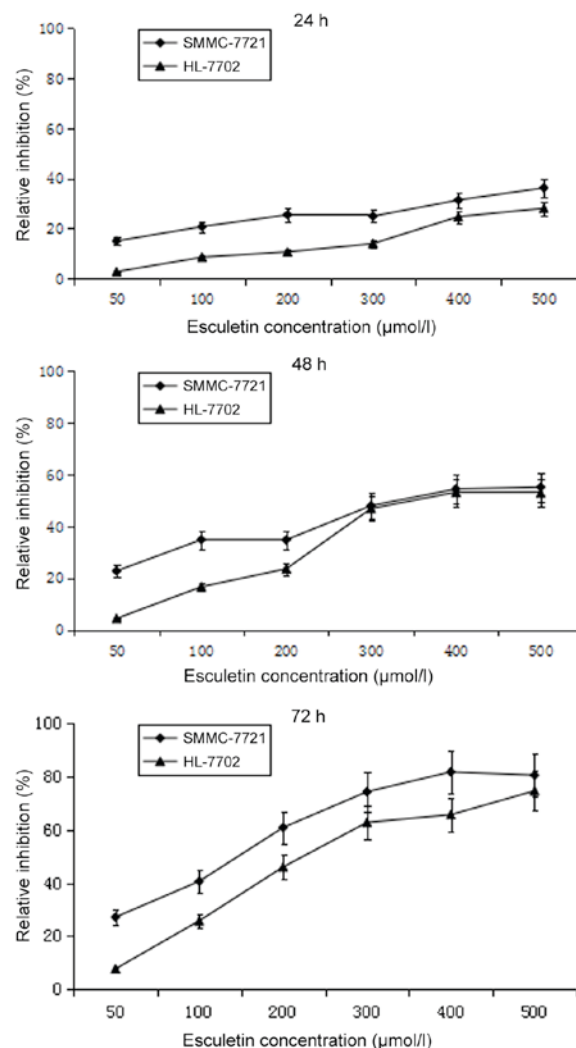 24 h
SMMC-7721
HL-7702
Relative inhibition (%)
100
80
60
40
20
0
50 100 200 300 400 500
Esculetin concentration (µmol/l)
48 h
SMMC-7721
HL-7702
Relative inhibition (%)
100
80
60
40
20
0
50 100 200 300 400 500
Esculetin concentration (µmol/l)
72 h
SMMC-7721
HL-7702
Relative inhibition (%)
100
80
60
40
20
0
50 100 200 300 400 500
Esculetin concentration (µmol/l)